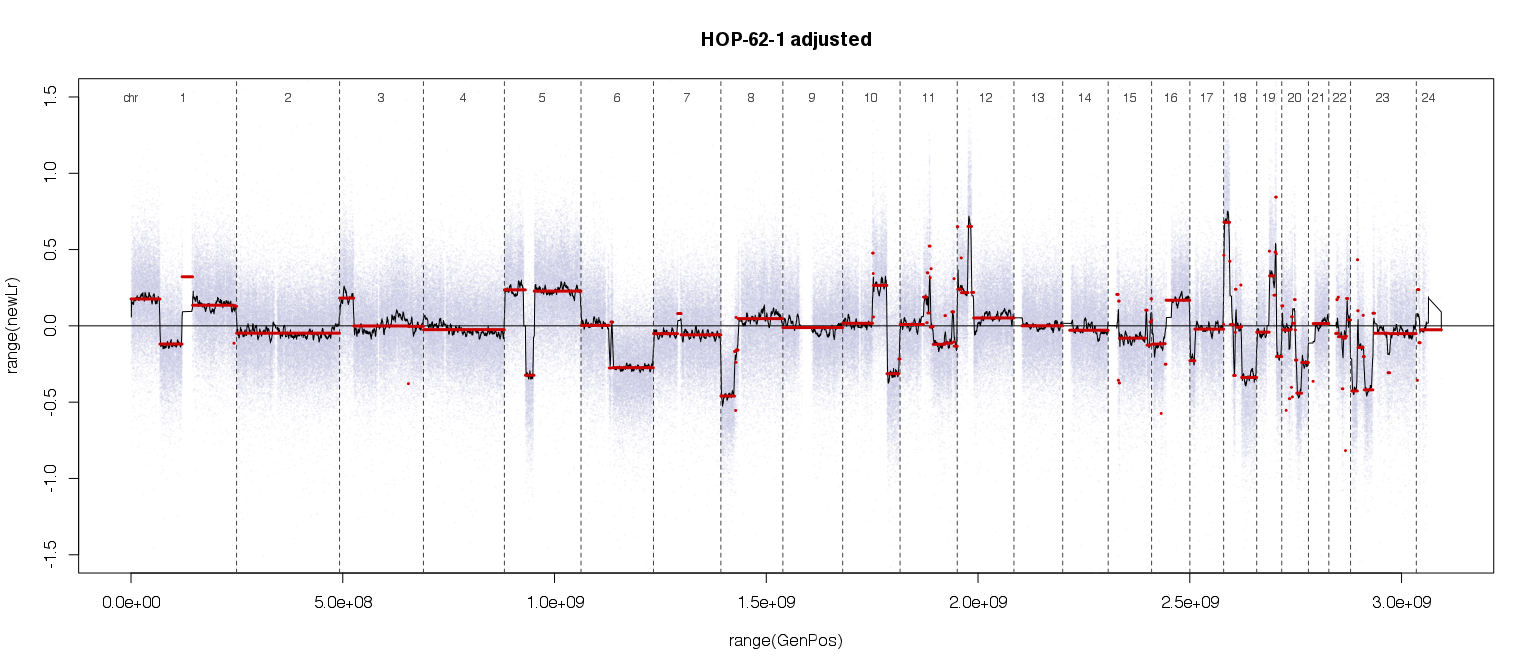 HOP-62-1 adjusted
chr 1 2 3 4 5 6 7 8 9 10 11 12 13 14 15 16 17 18 19 20 21 22 23 24
range(newLr)
1.5
1.0
0.5
0.0
-0.5
-1.0
-1.5
0.0e+00 5.0e+08 1.0e+09 1.5e+09 2.0e+09 2.5e+09 3.0e+09
range(GenPos)